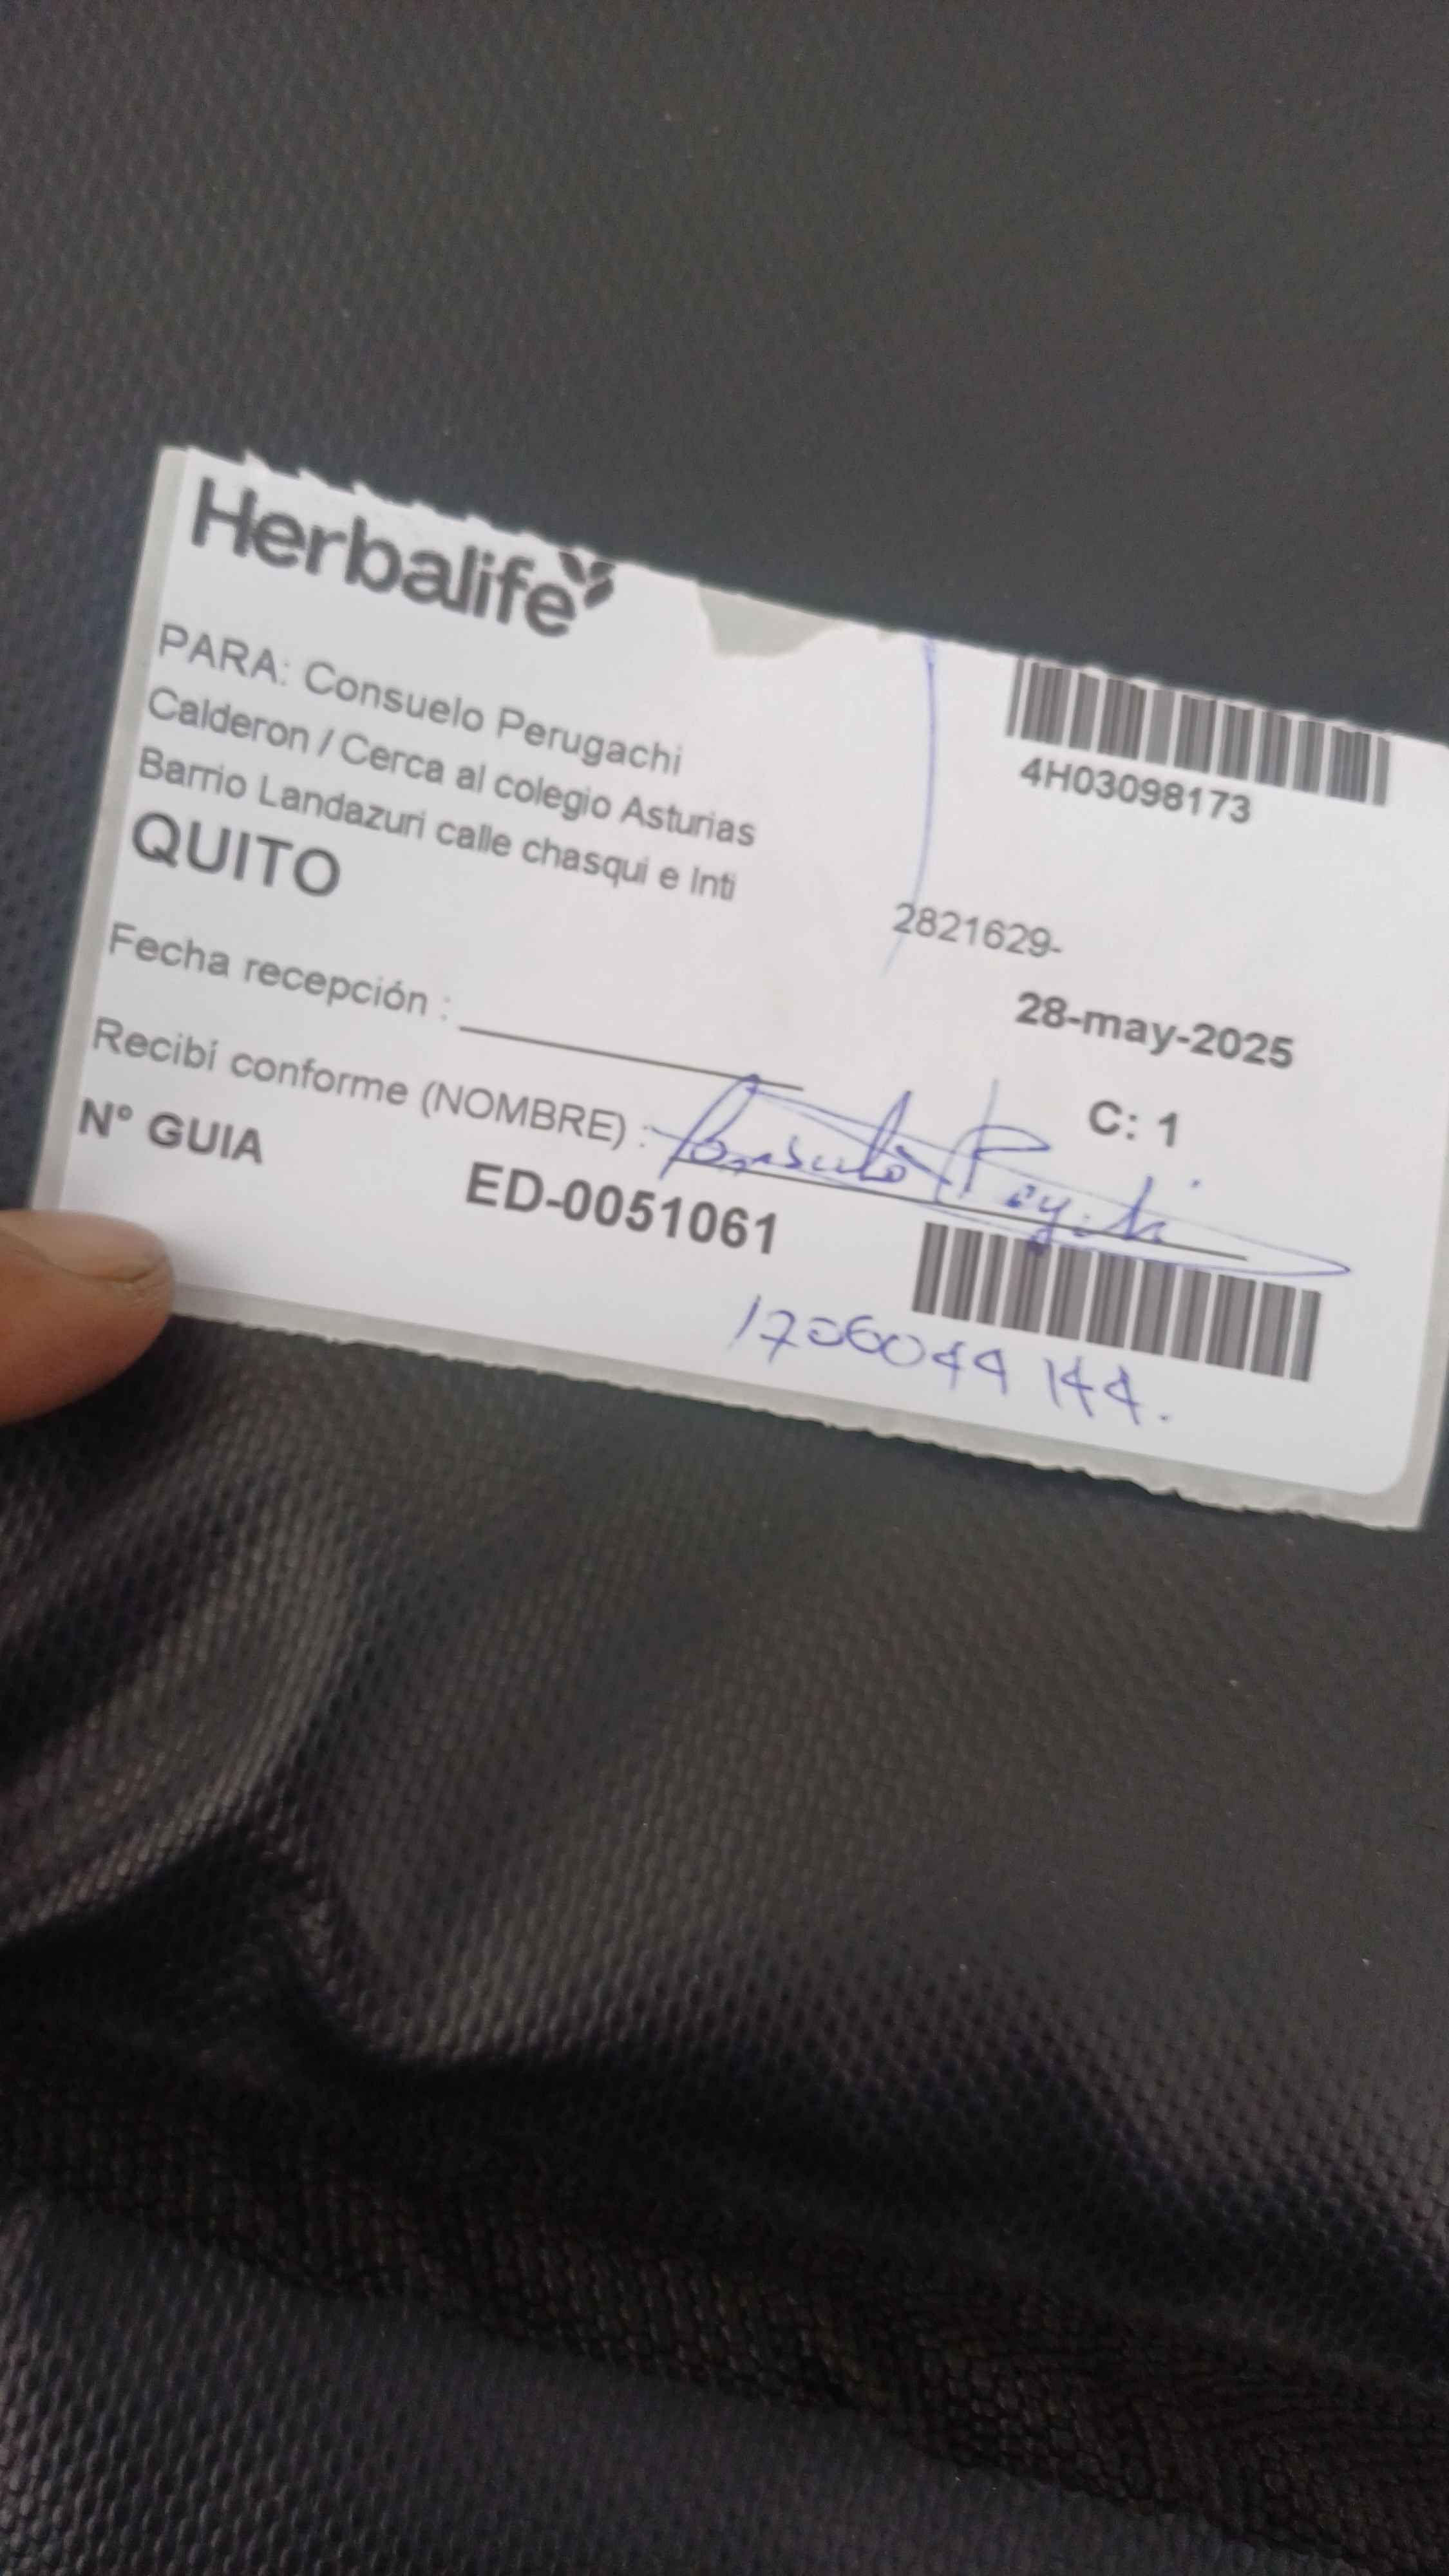 Herbalife
PARA: Consuelo Perugachi
Calderon / Cerca al colegio Asturias
Barrio Landazuri calle chasqui e Inti
QUITO
4H03098173
2821629-
28-may-2025
Fecha recepción :
C: 1
Recibí conforme (NOMBRE) : Consuelo
Nº GUIA
ED-0051061
1706044144.